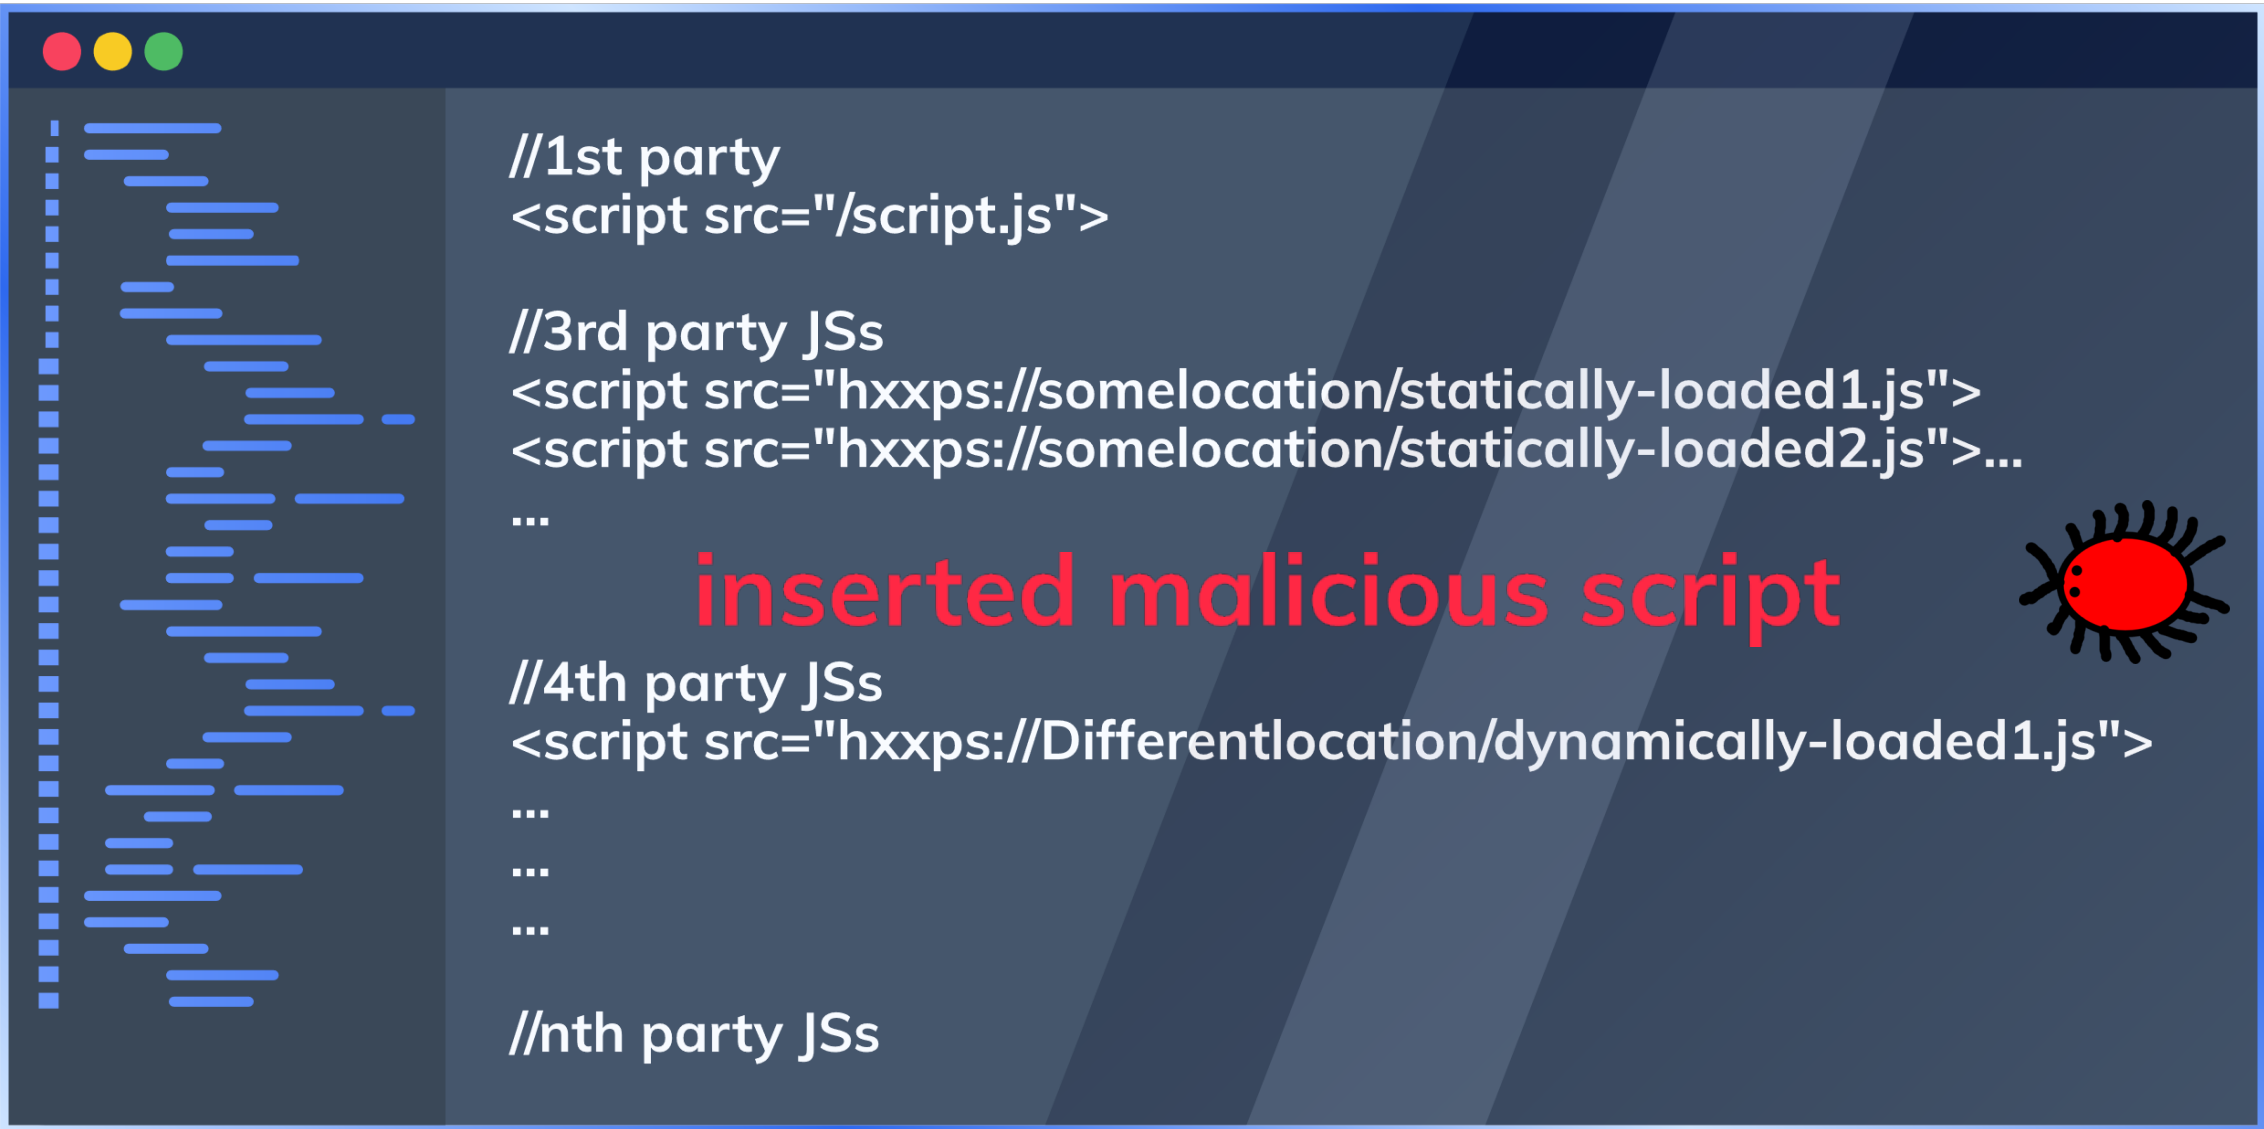 //1st party
<script src="/script.js">
//3rd party JSs
<script src="hxxps://somelocation/statically-loaded1.js">
<script src="hxxps://somelocation/statically-loaded2.js">...
...
inserted malicious script
//4th party JSs
<script src="hxxps://Differentlocation/dynamically-loaded1.js">
...
...
...
//nth party JSs